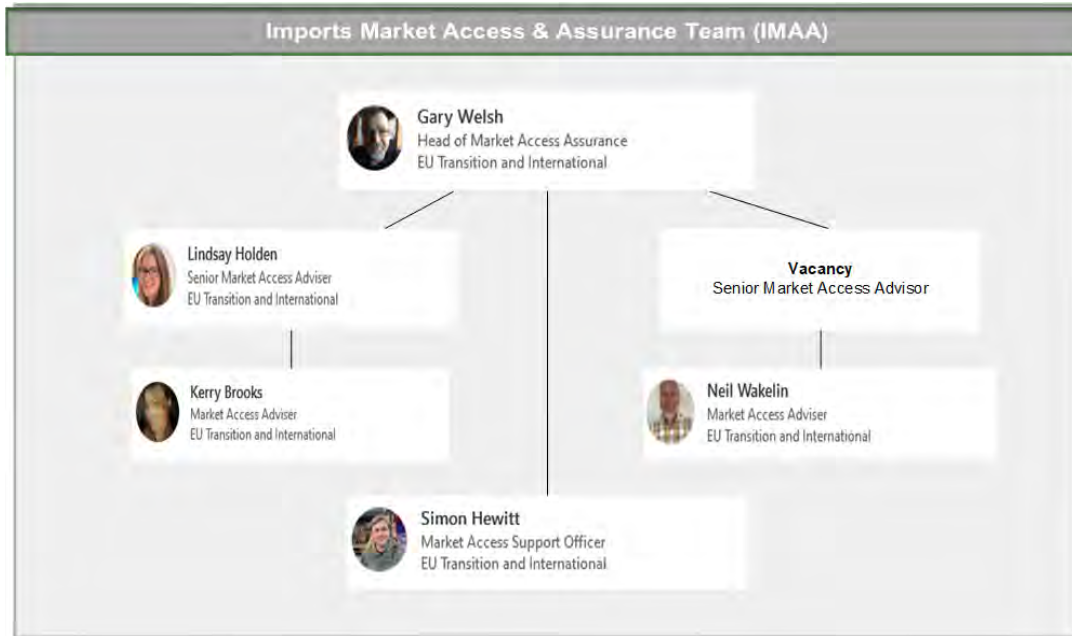 Imports Market Access & Assurance Team (IMAA)
Gary Welsh
Head of Market Access Assurance
EU Transition and International
Lindsay Holden
Senior Market Access Adviser
EU Transition and International
Vacancy
Senior Market Access Advisor
Kerry Brooks
Market Access Adviser
EU Transition and International
Neil Wakelin
Market Access Adviser
EU Transition and International
Simon Hewitt
Market Access Support Officer
EU Transition and International